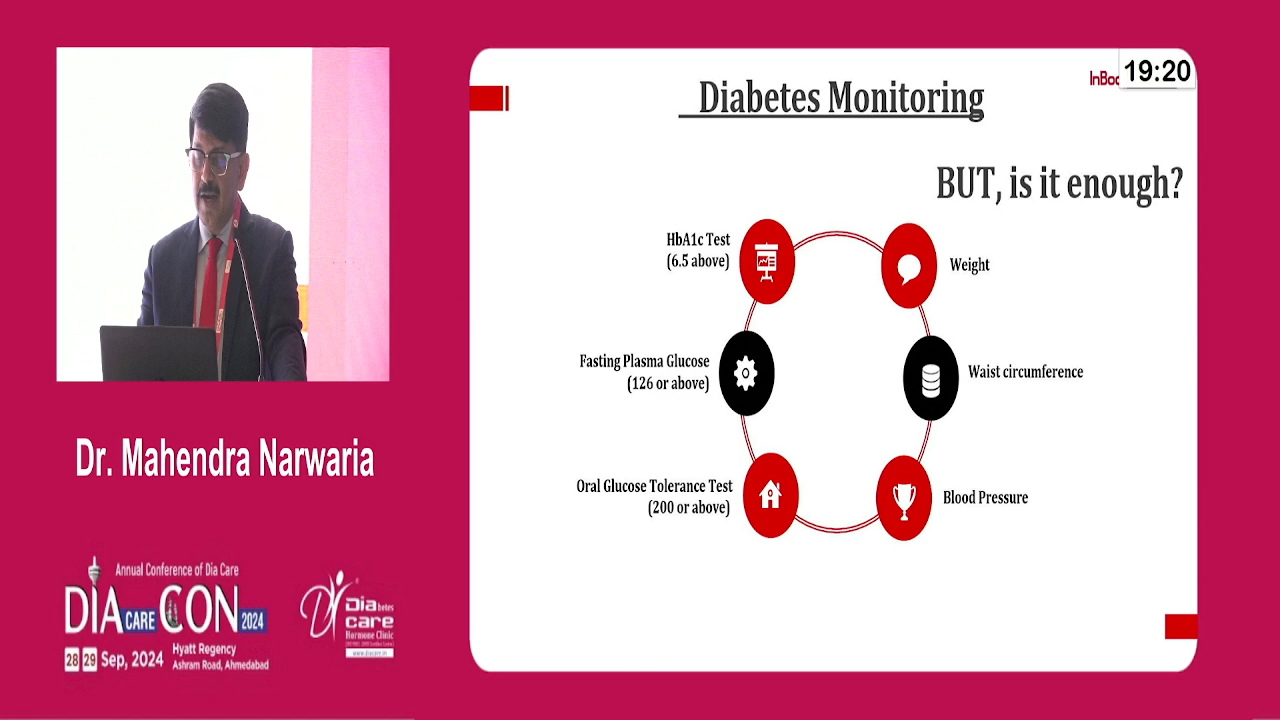 19:20
InBo
Diabetes Monitoring
BUT, is it enough?
HbA1c Test
(6.5 above)
Weight
Fasting Plasma Glucose
(126 or above)
Waist circumference
Oral Glucose Tolerance Test
(200 or above)
Blood Pressure
Dr. Mahendra Narwaria
Annual Conference of Dia Care
DIA CARE CON 2024
28 29 Sep, 2024
Hyatt Regency
Ashram Road, Ahmedabad
Diabetes
care
Hormone Clinic
www.diacare.in